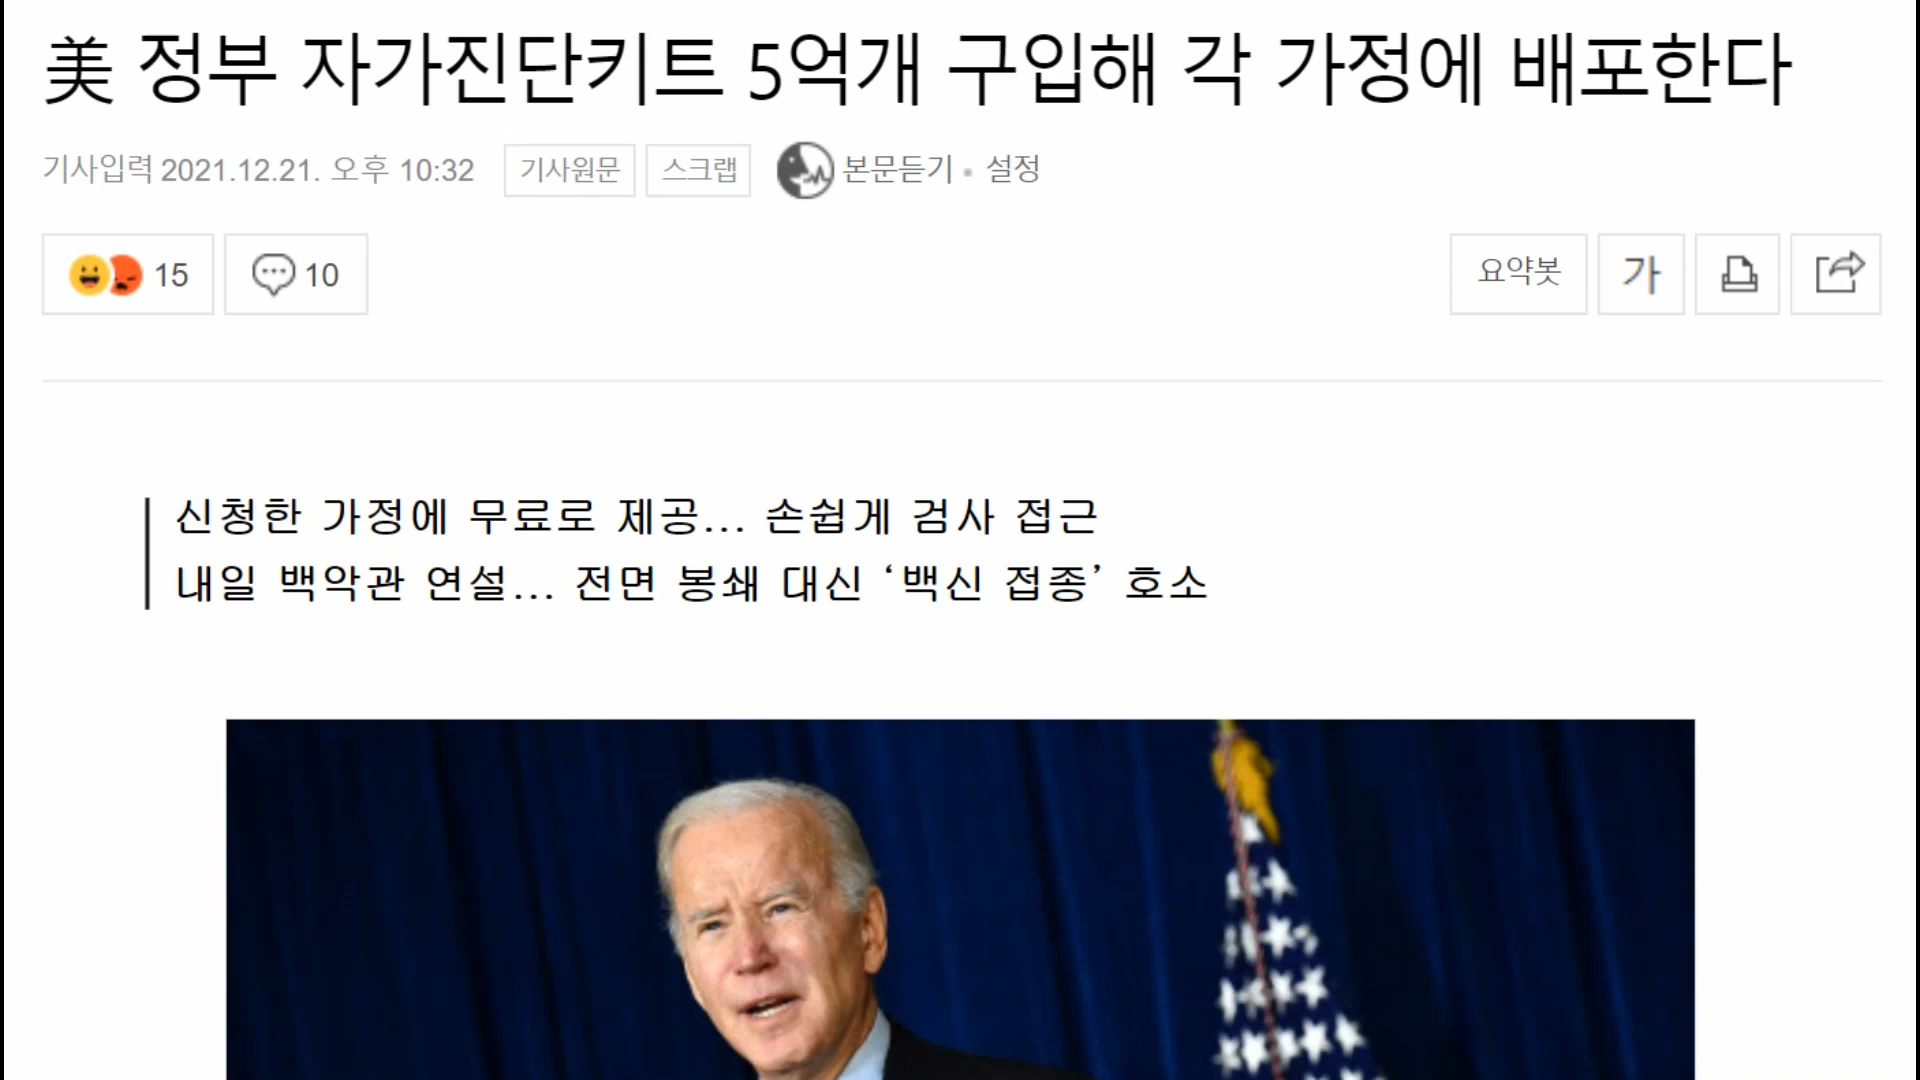 美 정부 자가진단키트 5억개 구입해 각 가정에 배포한다
기사입력 2021.12.21. 오후 10:32 기사원문 스크랩 본문듣기 설정
15 10 요약봇 가
신청한 가정에 무료로 제공... 손쉽게 검사 접근
내일 백악관 연설... 전면 봉쇄 대신 ‘백신 접종’ 호소